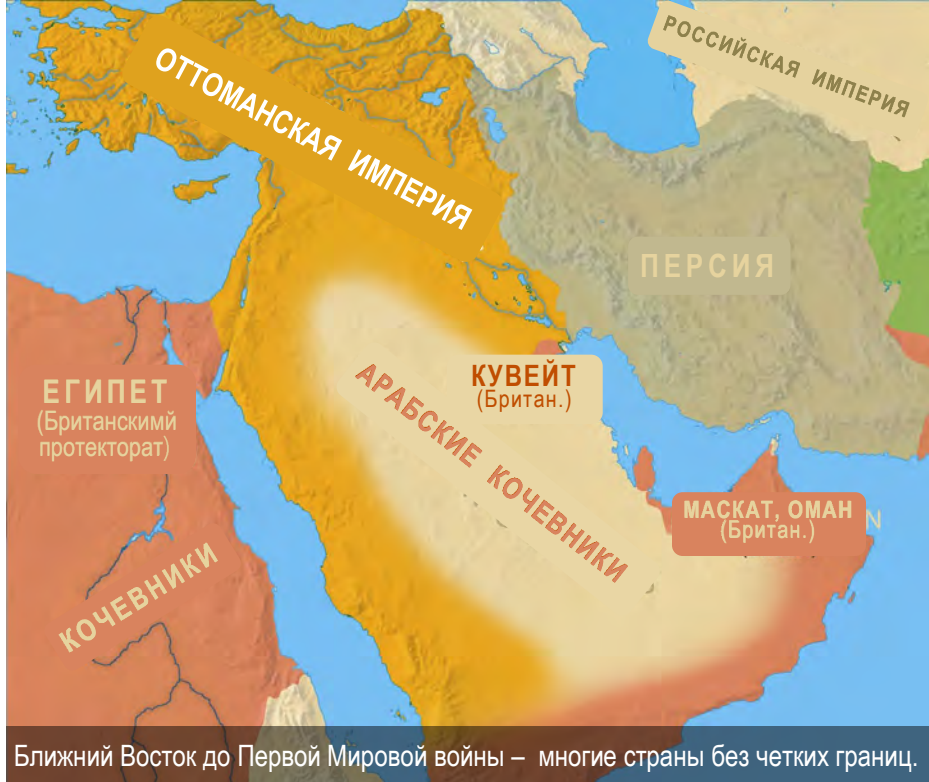 РОССИЙСКАЯ ИМПЕРИЯ
ОТТОМАНСКАЯ ИМПЕРИЯ
ПЕРСИЯ
КУВЕЙТ
(Британ.)
ЕГИПЕТ
(Британскимй
протекторат)
АРАБСКИЕ КОЧЕВНИКИ
МАСКАТ, ОМАН
(Британ.)
N
КОЧЕВНИКИ
Ближний Восток до Первой Мировой войны – многие страны без четких границ.